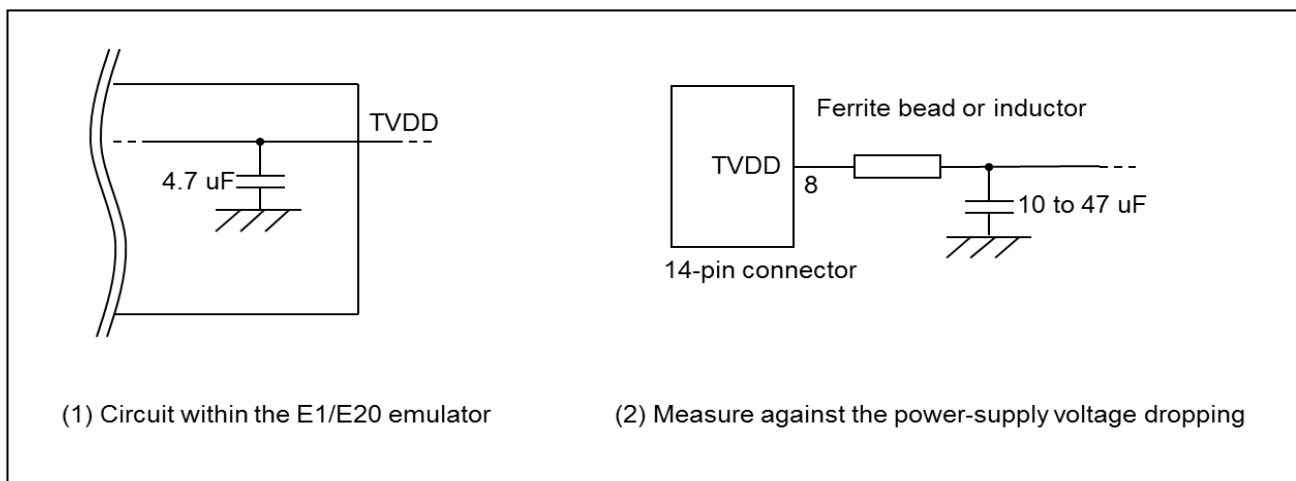 TVDD
4.7 uF
(1) Circuit within the E1/E20 emulator
Ferrite bead or inductor
TVDD
8
10 to 47 uF
14-pin connector
(2) Measure against the power-supply voltage dropping